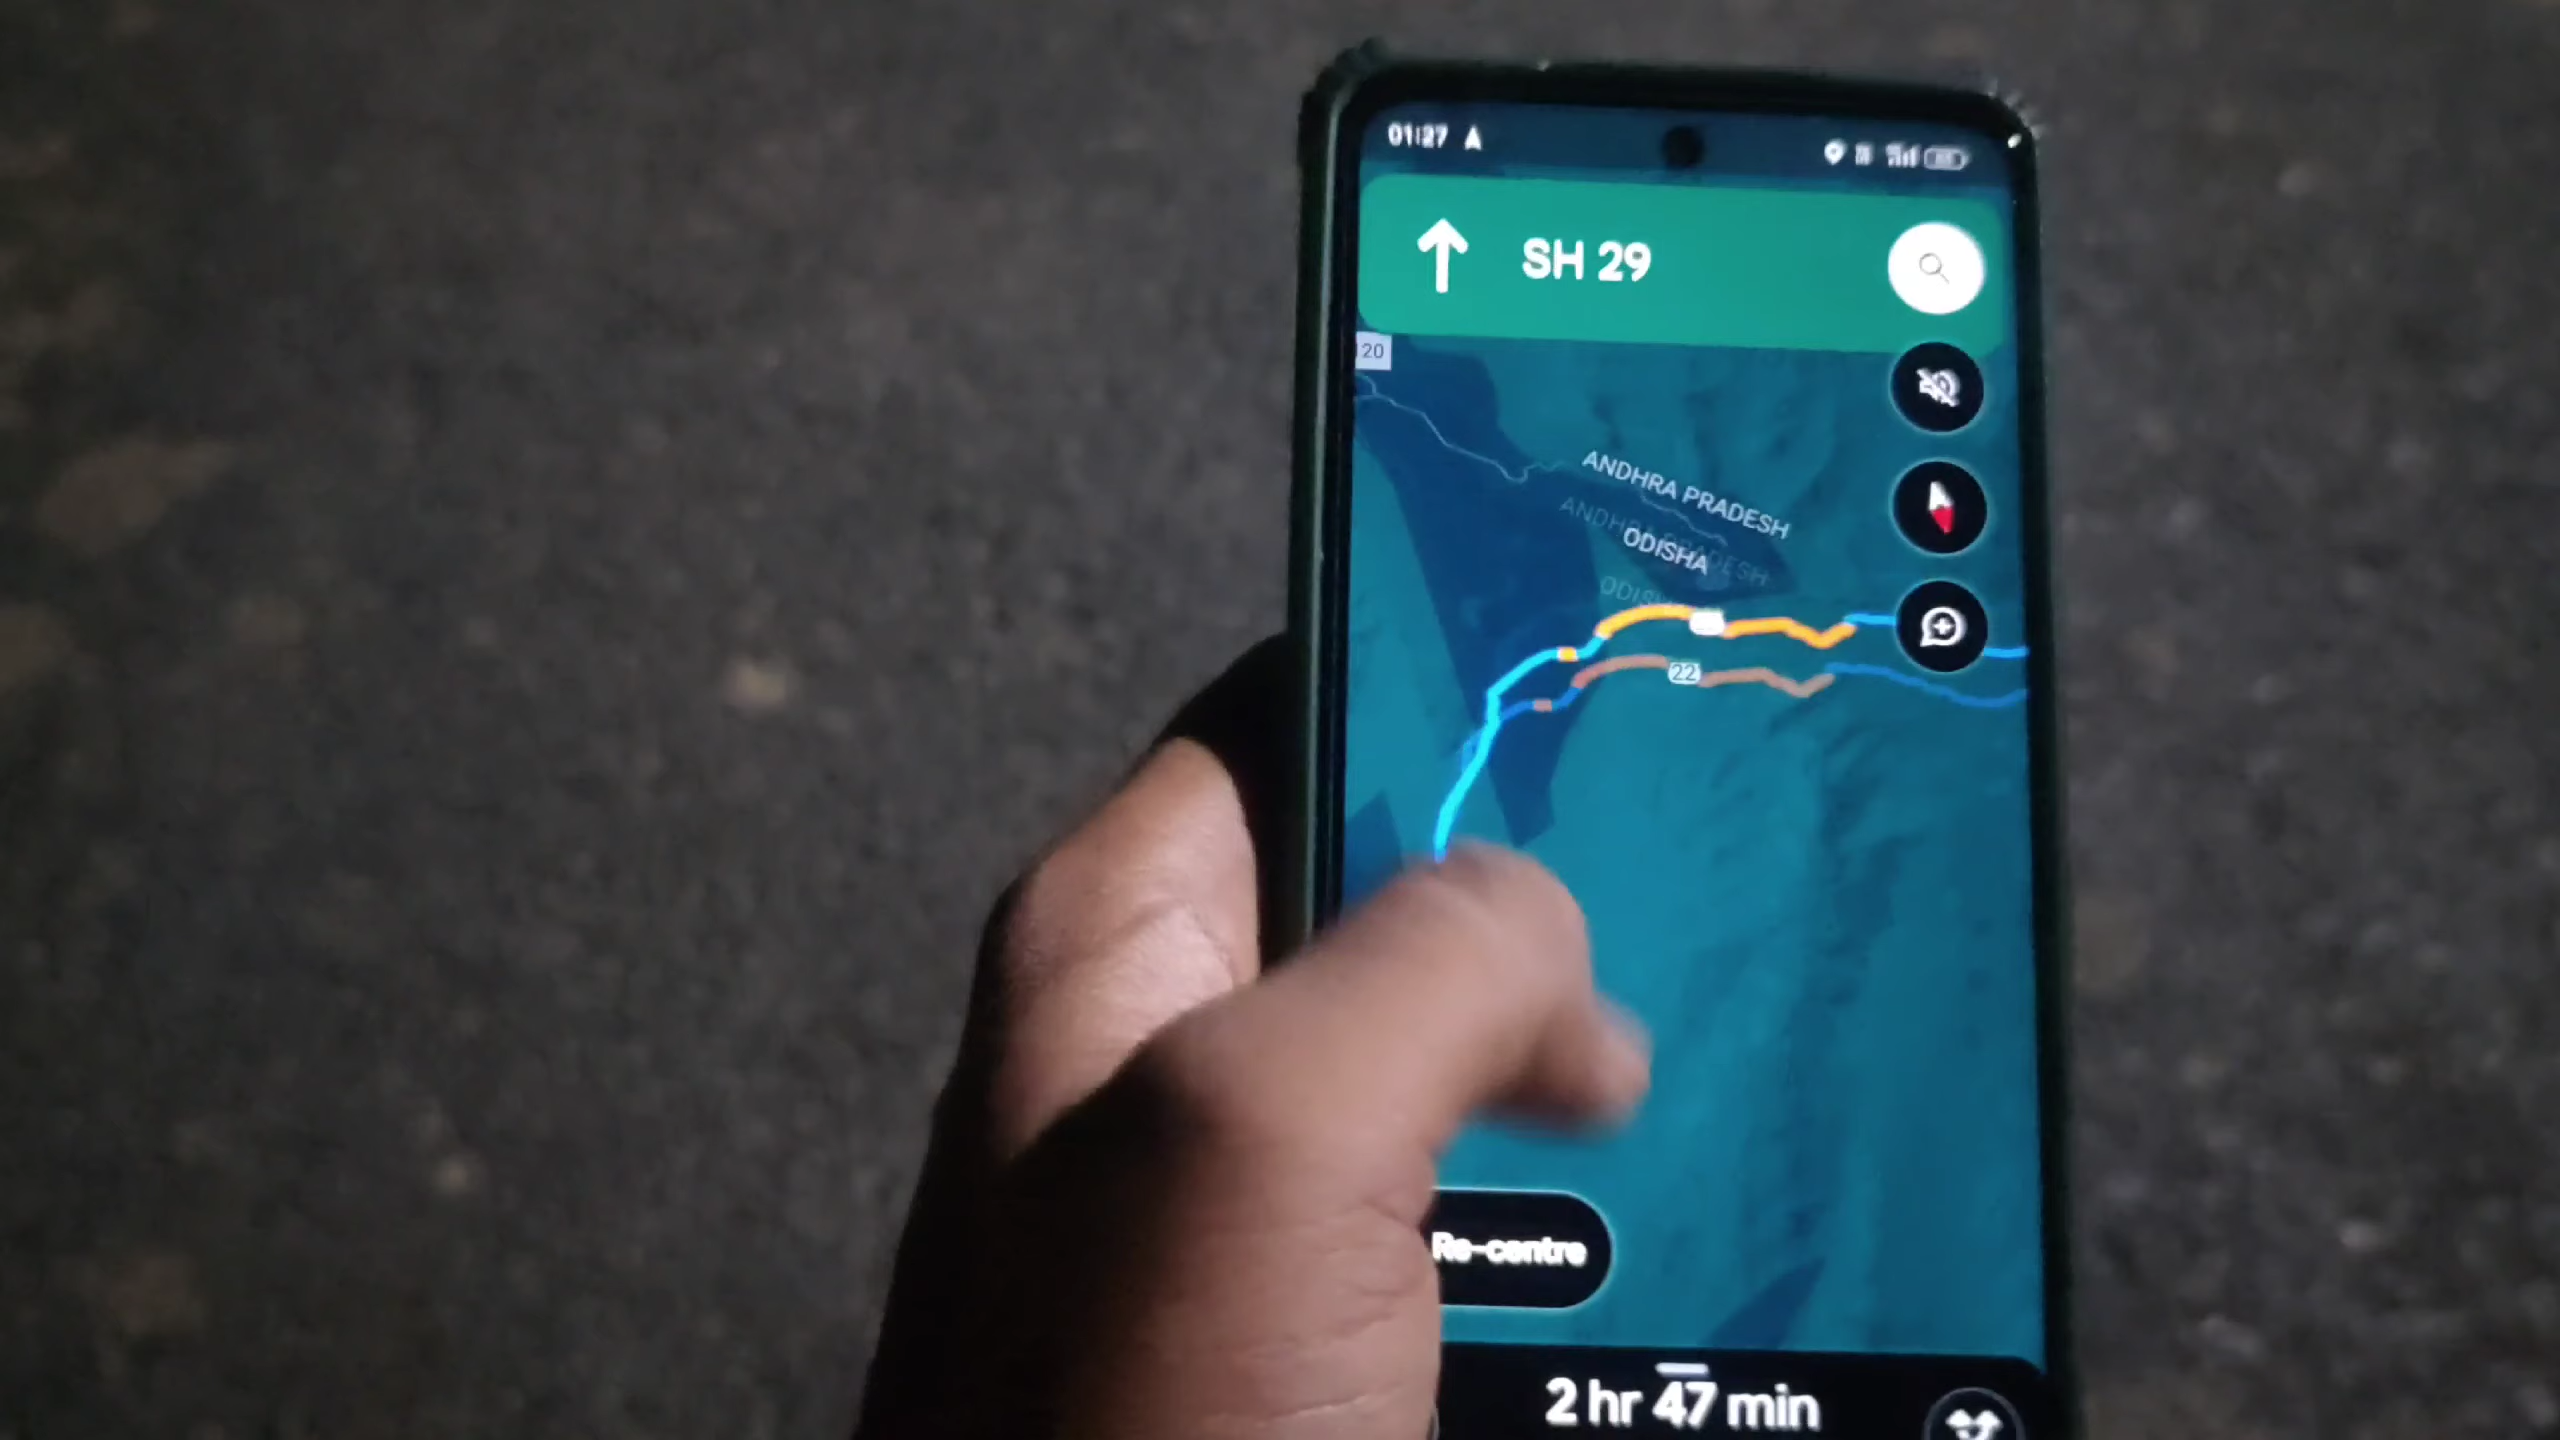 01:27
SH 29
20
ANDHRA PRADESH
ANDHRA PRADESH
ODISHA
22
Re-centre
2 hr 47 min